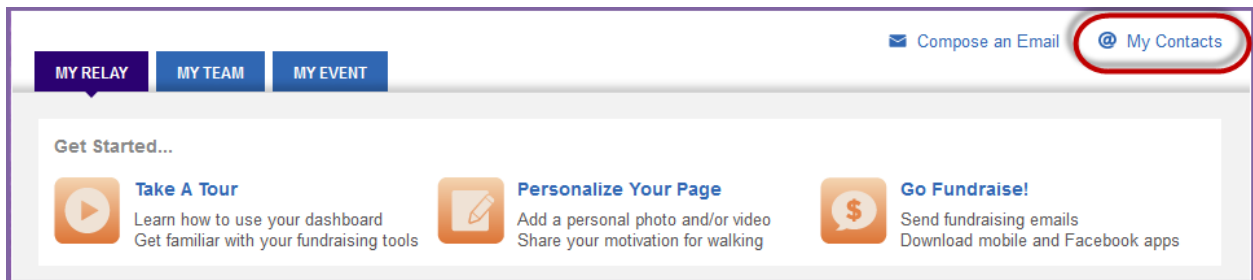 Compose an Email @ My Contacts
MY RELAY MY TEAM MY EVENT
Get Started...
Take A Tour
Learn how to use your dashboard
Get familiar with your fundraising tools
Personalize Your Page
Add a personal photo and/or video
Share your motivation for walking
$
Go Fundraise!
Send fundraising emails
Download mobile and Facebook apps